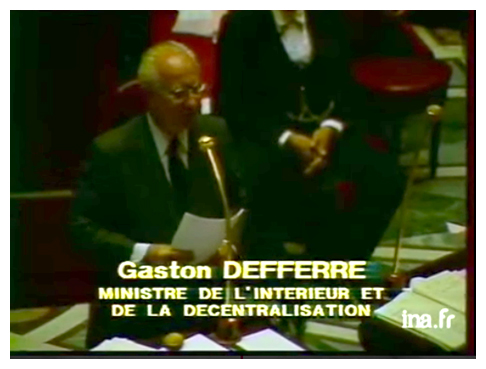 Gaston DEFFERRE
MINISTRE DE L'INTERIEUR ET
DE LA DECENTRALISATION
ina.fr